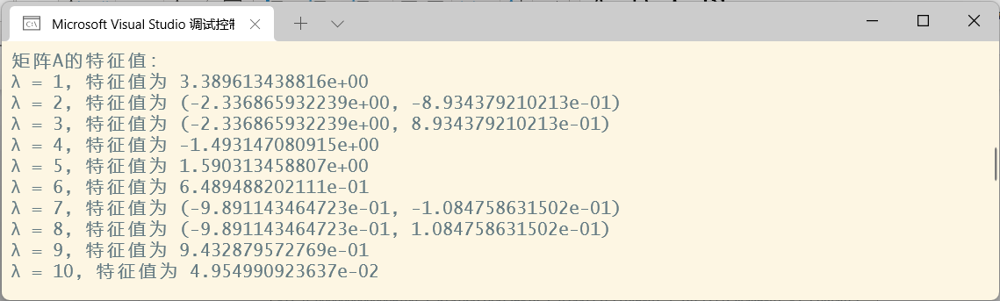 Microsoft Visual Studio 调试控制
矩阵A的特征值:
λ = 1, 特征值为 3.389613438816e+00
λ = 2, 特征值为 (-2.336865932239e+00, -8.934379210213e-01)
λ = 3, 特征值为 (-2.336865932239e+00, 8.934379210213e-01)
λ = 4, 特征值为 -1.493147080915e+00
λ = 5, 特征值为 1.590313458807e+00
λ = 6, 特征值为 6.489488202111e-01
λ = 7, 特征值为 (-9.891143464723e-01, -1.084758631502e-01)
λ = 8, 特征值为 (-9.891143464723e-01, 1.084758631502e-01)
λ = 9, 特征值为 9.432879572769e-01
λ = 10, 特征值为 4.954990923637e-02